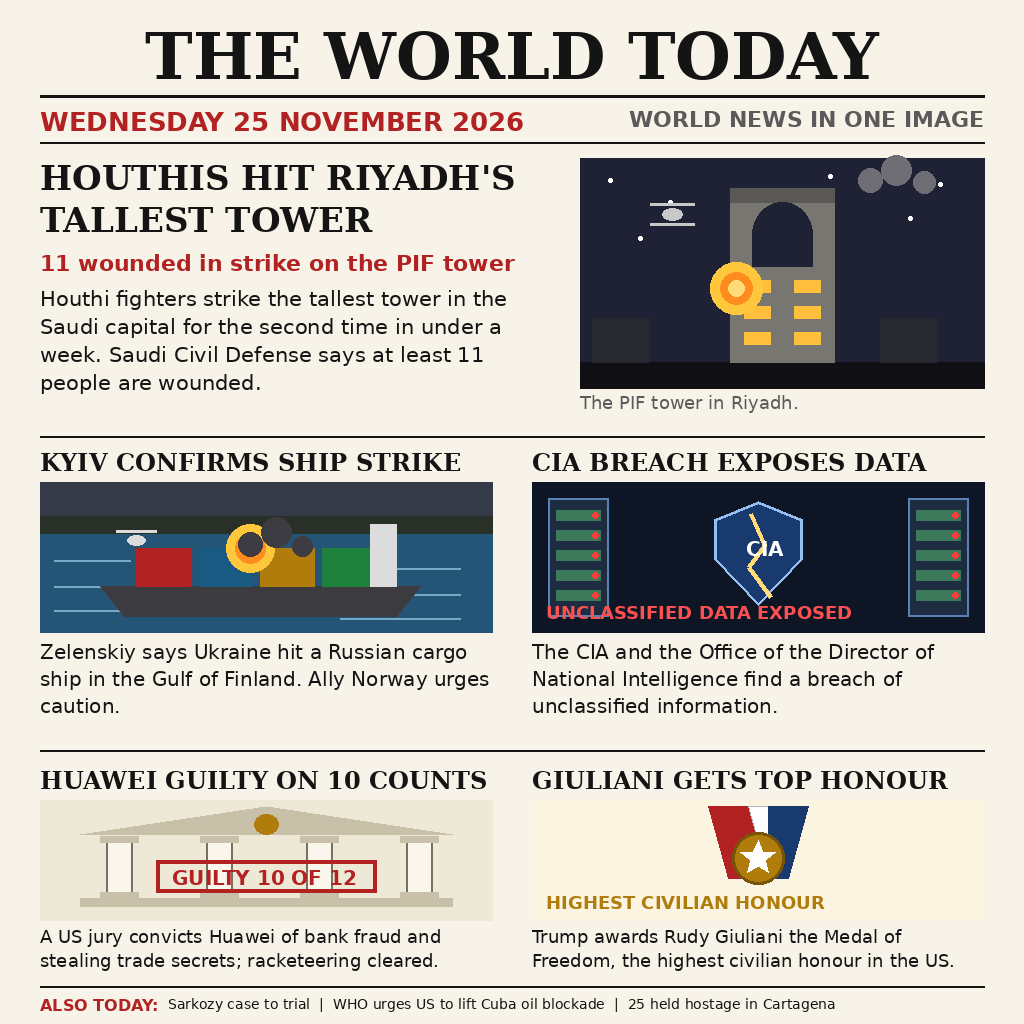 THE WORLD TODAY
WEDNESDAY 25 NOVEMBER 2026
WORLD NEWS IN ONE IMAGE
HOUTHIS HIT RIYADH'S
TALLEST TOWER
11 wounded in strike on the PIF tower
Houthi fighters strike the tallest tower in the
Saudi capital for the second time in under a
week. Saudi Civil Defense says at least 11
people are wounded.
The PIF tower in Riyadh.
KYIV CONFIRMS SHIP STRIKE
Zelenskiy says Ukraine hit a Russian cargo
ship in the Gulf of Finland. Ally Norway urges
caution.
CIA BREACH EXPOSES DATA
CIA
UNCLASSIFIED DATA EXPOSED
The CIA and the Office of the Director of
National Intelligence find a breach of
unclassified information.
HUAWEI GUILTY ON 10 COUNTS
GUILTY 10 OF 12
A US jury convicts Huawei of bank fraud and
stealing trade secrets; racketeering cleared.
GIULIANI GETS TOP HONOUR
HIGHEST CIVILIAN HONOUR
Trump awards Rudy Giuliani the Medal of
Freedom, the highest civilian honour in the US.
ALSO TODAY: Sarkozy case to trial | WHO urges US to lift Cuba oil blockade | 25 held hostage in Cartagena